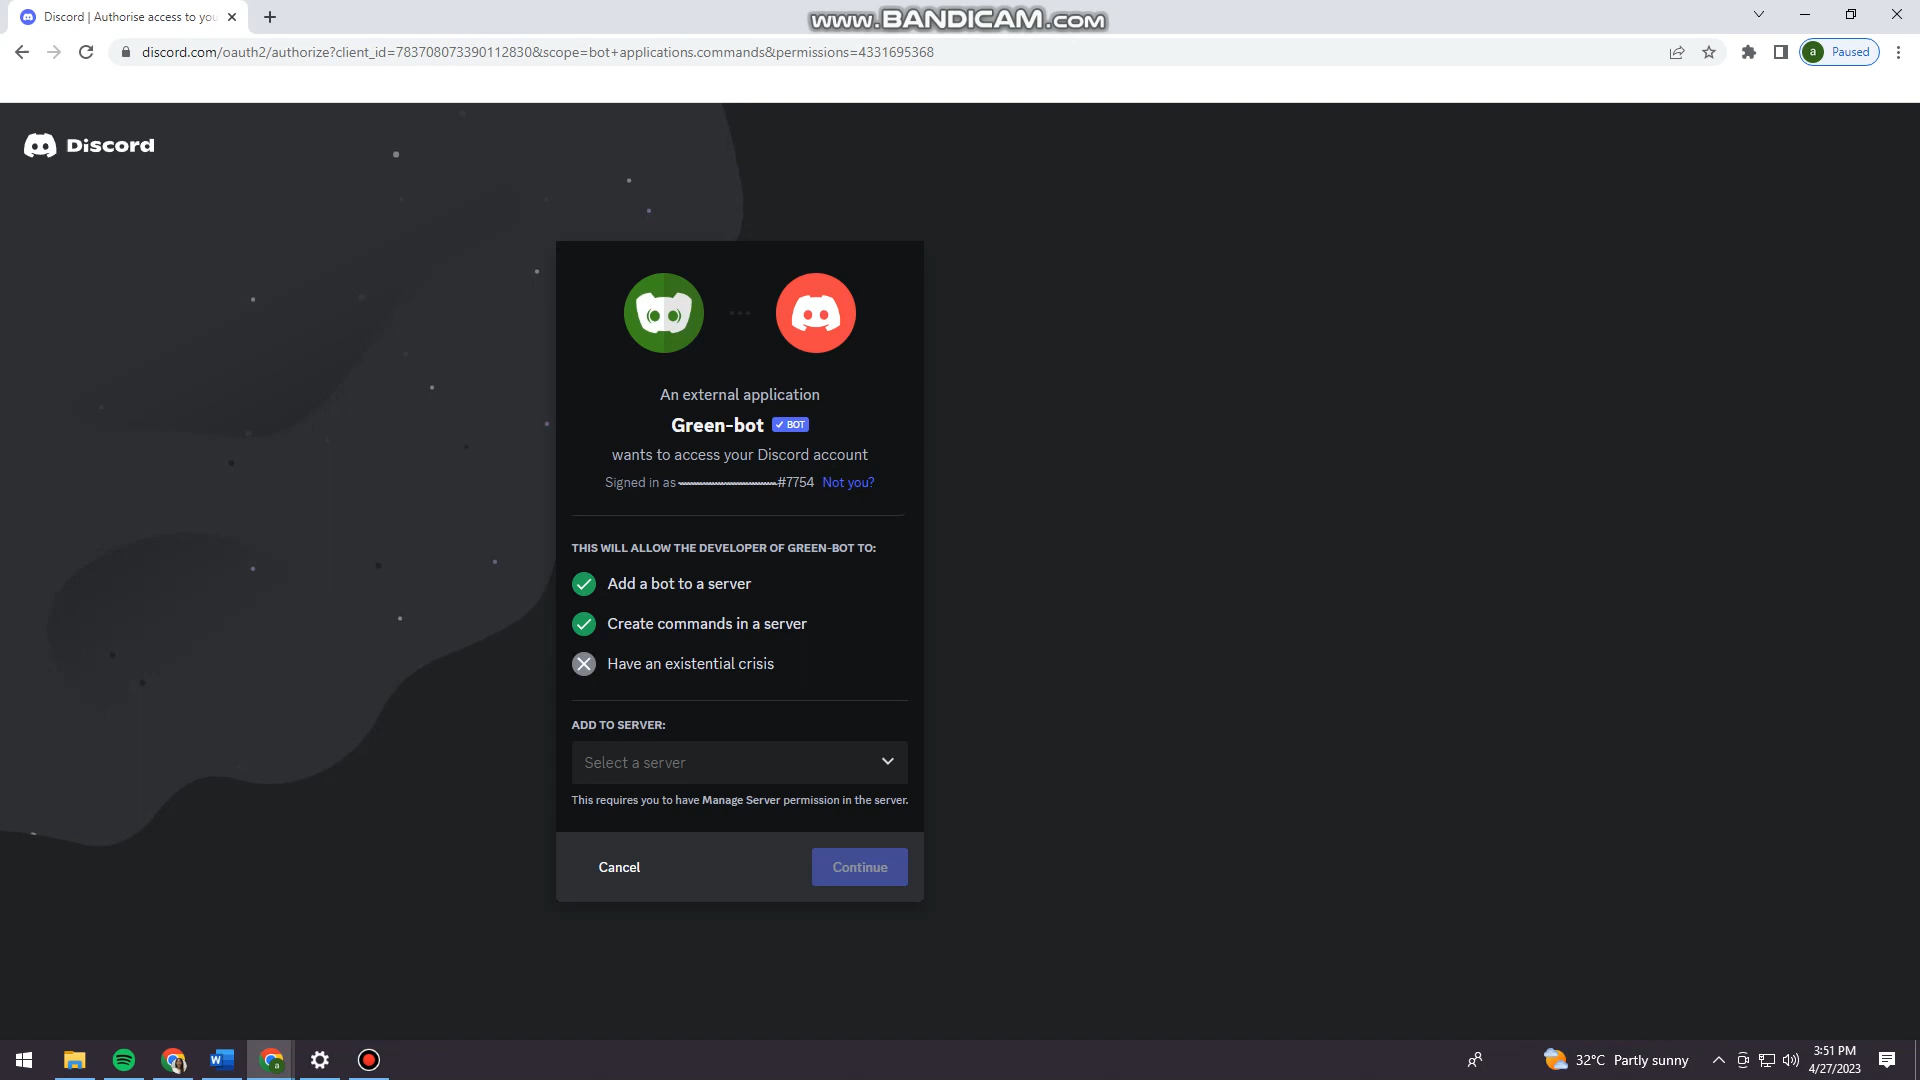 Discord | Authorise access to you
WWW.BANDICAM.COM
discord.com/oauth2/authorize?client_id=783708073390112830&scope=bot+applications.commands&permissions=4331695368
a
Paused
Discord
An external application
Green-bot
BOT
wants to access your Discord account
Signed in as #7754 Not you?
THIS WILL ALLOW THE DEVELOPER OF GREEN-BOT TO:
Add a bot to a server
Create commands in a server
Have an existential crisis
ADD TO SERVER:
Select a server
This requires you to have Manage Server permission in the server.
Cancel
Continue
W
a
32°C Partly sunny
3:51 PM
4/27/2023